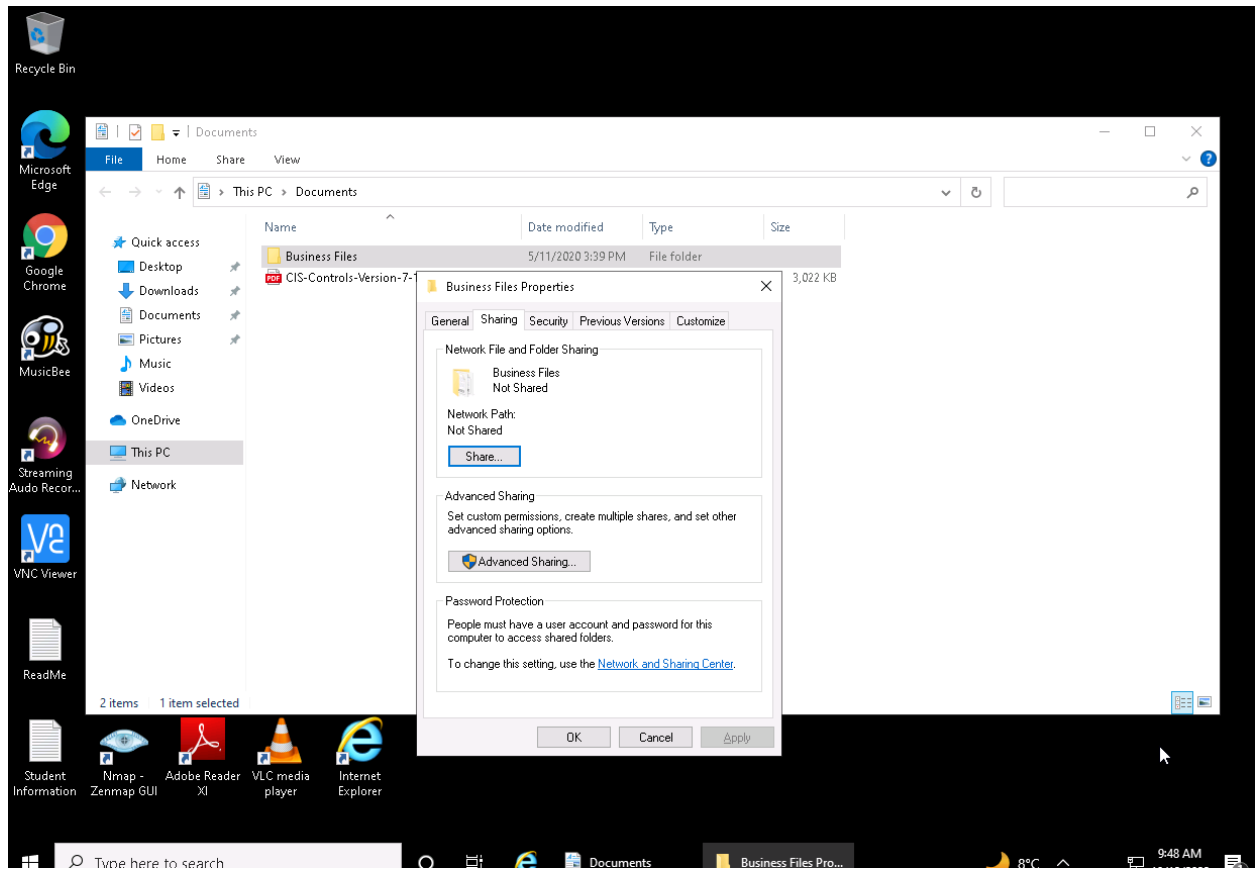 Recycle Bin
Documents
File Home Share View
This PC > Documents
Microsoft
Edge
Name Date modified Type Size
Quick access
Business Files 5/11/2020 3:39 PM File folder
Desktop
CIS-Controls-Version-7-1 3,022 KB
Google
Chrome
Downloads
Documents
Pictures
Music
Videos
MusicBee
OneDrive
This PC
Network
Streaming
Audo Recor...
VNC Viewer
ReadMe
Business Files Properties
General Sharing Security Previous Versions Customize
Network File and Folder Sharing
Business Files
Not Shared
Network Path:
Not Shared
Share...
Advanced Sharing
Set custom permissions, create multiple shares, and set other
advanced sharing options.
Advanced Sharing...
Password Protection
People must have a user account and password for this
computer to access shared folders.
To change this setting, use the Network and Sharing Center.
OK Cancel Apply
2 items 1 item selected
Student
Information
Nmap -
Zenmap GUI
Adobe Reader
XI
VLC media
player
Internet
Explorer
Type here to search
Documents
Business Files Pro...
8°C
9:48 AM